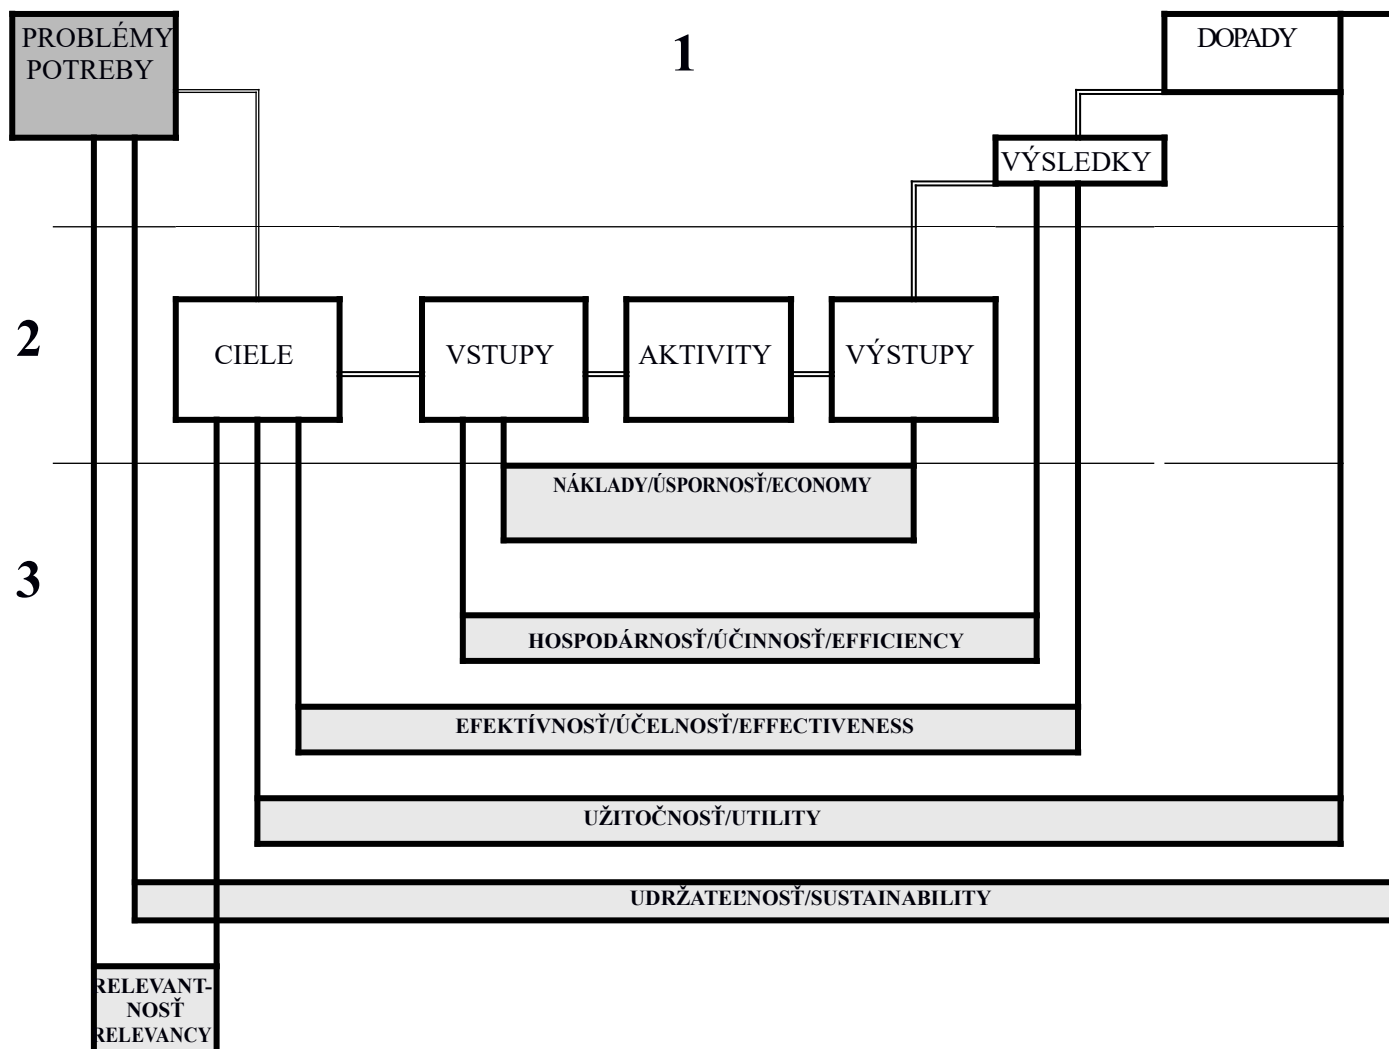 PROBLÉMY
POTREBY
1
DOPADY
VÝSLEDKY
2
CIELE
VSTUPY
AKTIVITY
VÝSTUPY
NÁKLADY/ÚSPORNOSŤ/ECONOMY
3
HOSPODÁRNOSŤ/ÚČINNOSŤ/EFFICIENCY
EFEKTÍVNOSŤ/ÚČELNOSŤ/EFFECTIVENESS
UŽITOČNOSŤ/UTILITY
UDRŽATEĽNOSŤ/SUSTAINABILITY
RELEVANT-
NOSŤ
RELEVANCY